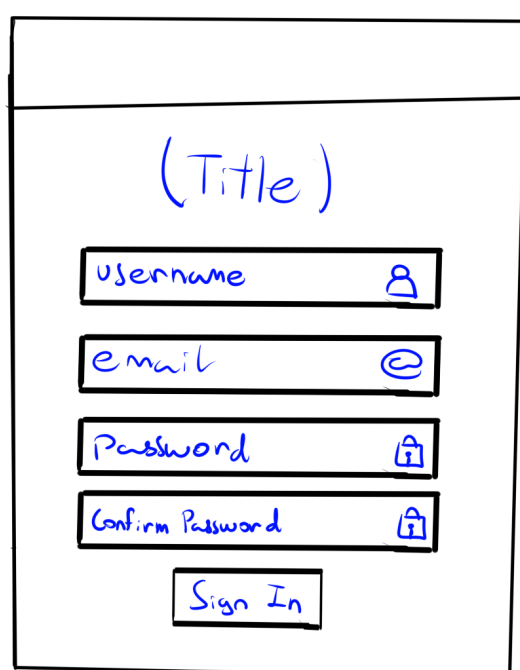 (Title)
username
email
Password
Confirm Password
Sign In